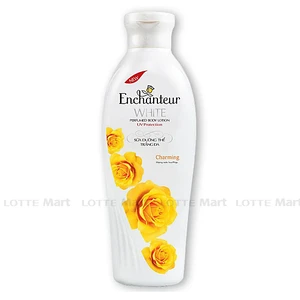 NEW
Enchanteur
WHITE
PERFUMED BODY LOTION
UV Protection
SỮA DƯỠNG THỂ
TRẮNG DA
Charming
LOTTE Mart LOTTE Mart LOTTE Mart